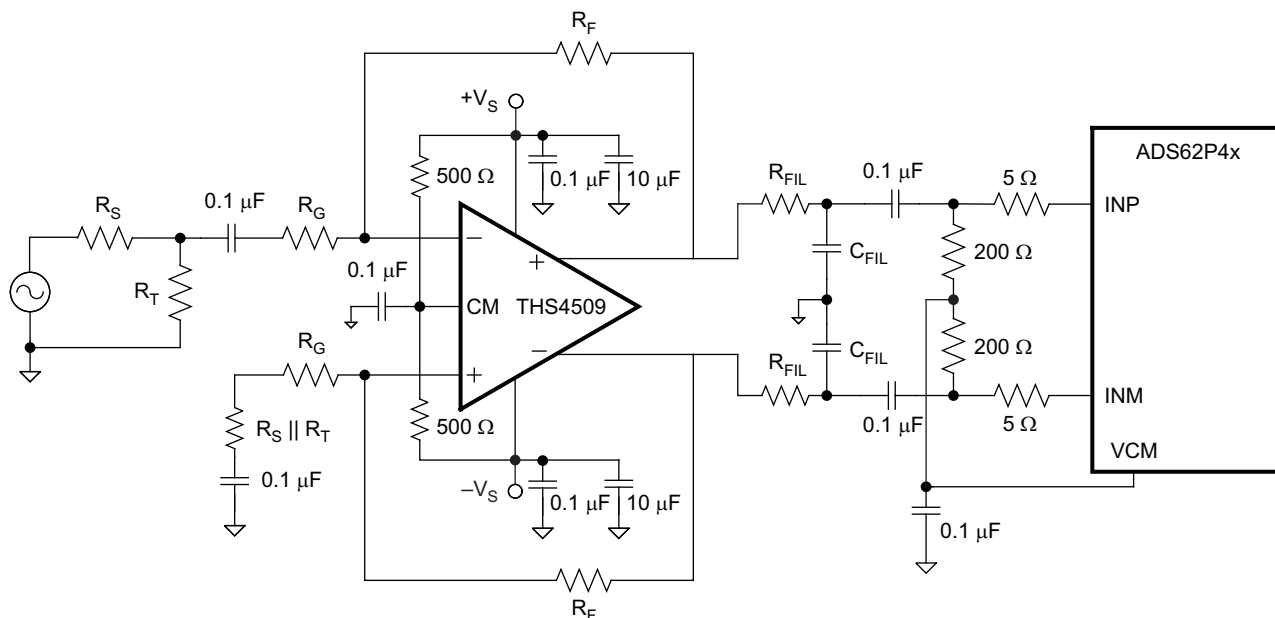 R_F
+V_S
ADS62P4x
500 Ω
0.1 μF
10 μF
R_FIL
0.1 μF
5 Ω
R_S
0.1 μF
R_G
INP
−
+
C_FIL
200 Ω
R_T
0.1 μF
CM
THS4509
R_G
−
+
C_FIL
R_FIL
200 Ω
INM
500 Ω
0.1 μF
5 Ω
R_S || R_T
VCM
0.1 μF
−V_S
0.1 μF
10 μF
0.1 μF
R_F